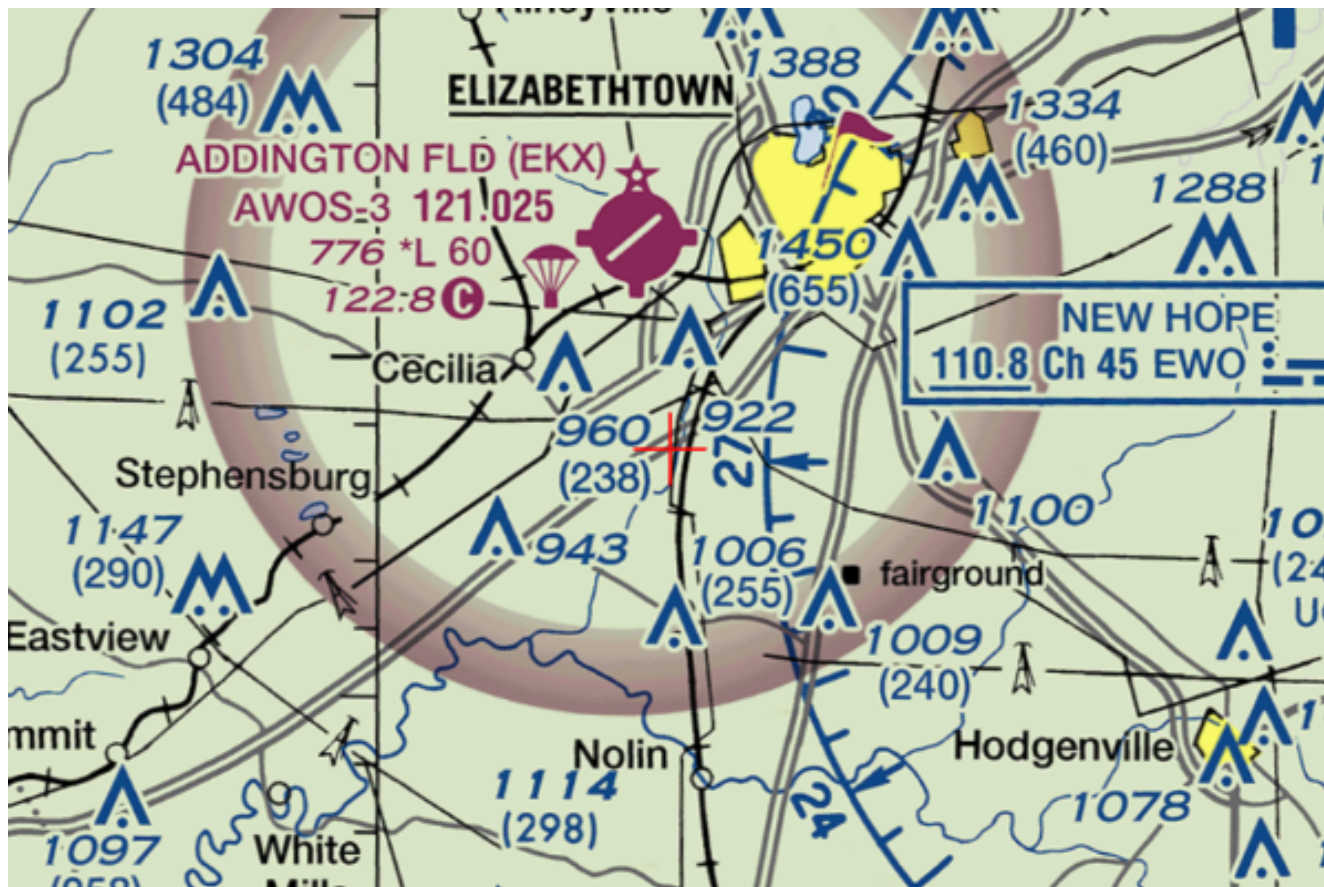 1304
(484)
1388
ELIZABETHTOWN
1334
(460)
ADDINGTON FLD (EKX)
AWOS-3 121.025
776 *L 60
122.8 C
1288
1450
(655)
1102
(255)
NEW HOPE
110.8 Ch 45 EWO
Cecilia
960
(238)
922
27
Stephensburg
1100
1147
(290)
943
1006
(255)
fairground
Eastview
1009
(240)
mmit
Nolin
Hodgenville
1114
(298)
24
1078
1097
White